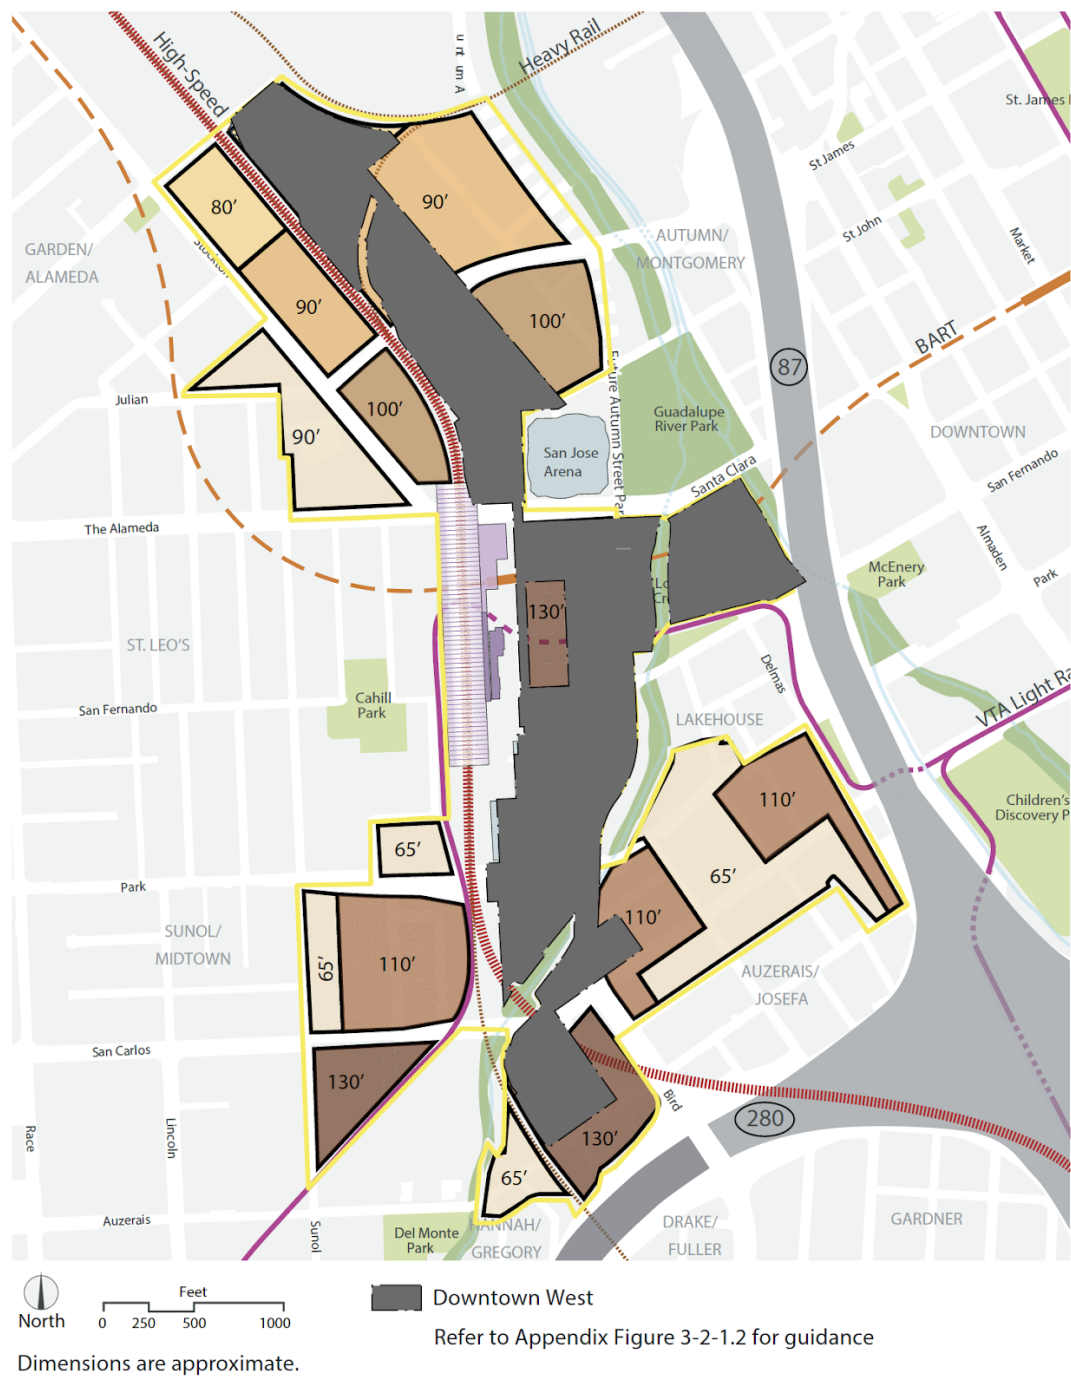 High-Speed
Heavy Rail
St. James
St James
St John
Market
80'
90'
GARDEN/
ALAMEDA
AUTUMN/
MONTGOMERY
90'
100'
BART
87
Future Autumn Street Par
Julian
100'
90'
Guadalupe
River Park
DOWNTOWN
San Jose
Arena
Santa Clara
San Fernando
The Alameda
Almaden
McEnery
Park
Park
130'
ST. LEO'S
Delmas
Cahill
Park
San Fernando
LAKEHOUSE
VTA Light Ra
110'
Children's
Discovery P
65'
65'
Park
110'
SUNOL/
MIDTOWN
65'
110'
AUZERAIS/
JOSEFA
San Carlos
130'
Bird
280
Race
Lincoln
130'
65'
Auzerais
Sunol
Del Monte
Park
HANNAH/
GREGORY
DRAKE/
FULLER
GARDNER
North
Feet
0 250 500 1000
Downtown West
Refer to Appendix Figure 3-2-1.2 for guidance
Dimensions are approximate.